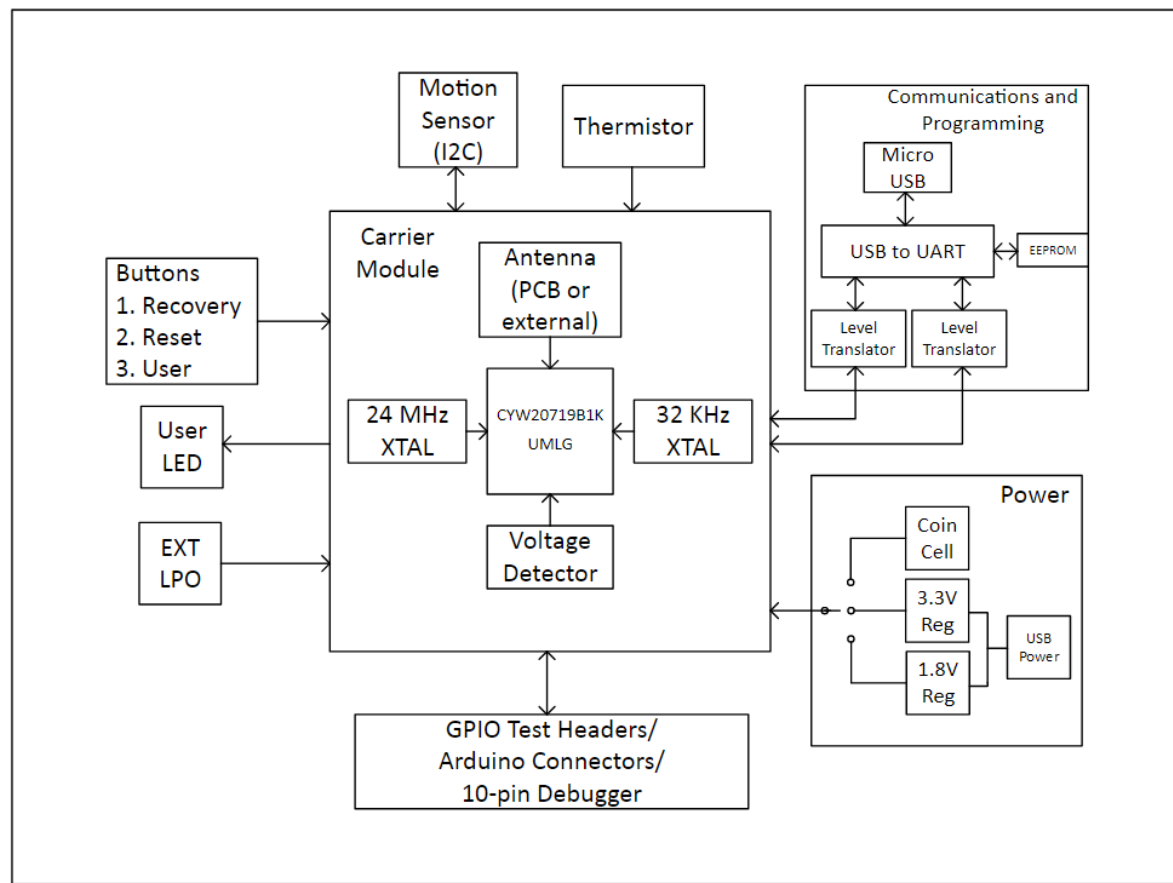 Motion
Sensor
(I2C)
Thermistor
Communications and
Programming
Micro
USB
USB to UART
EEPROM
Level
Translator
Level
Translator
Carrier
Module
Antenna
(PCB or
external)
Buttons
1. Recovery
2. Reset
3. User
24 MHz
XTAL
CYW20719B1K
UMLG
32 KHz
XTAL
User
LED
EXT
LPO
Voltage
Detector
Power
Coin
Cell
3.3V
Reg
USB
Power
1.8V
Reg
GPIO Test Headers/
Arduino Connectors/
10-pin Debugger